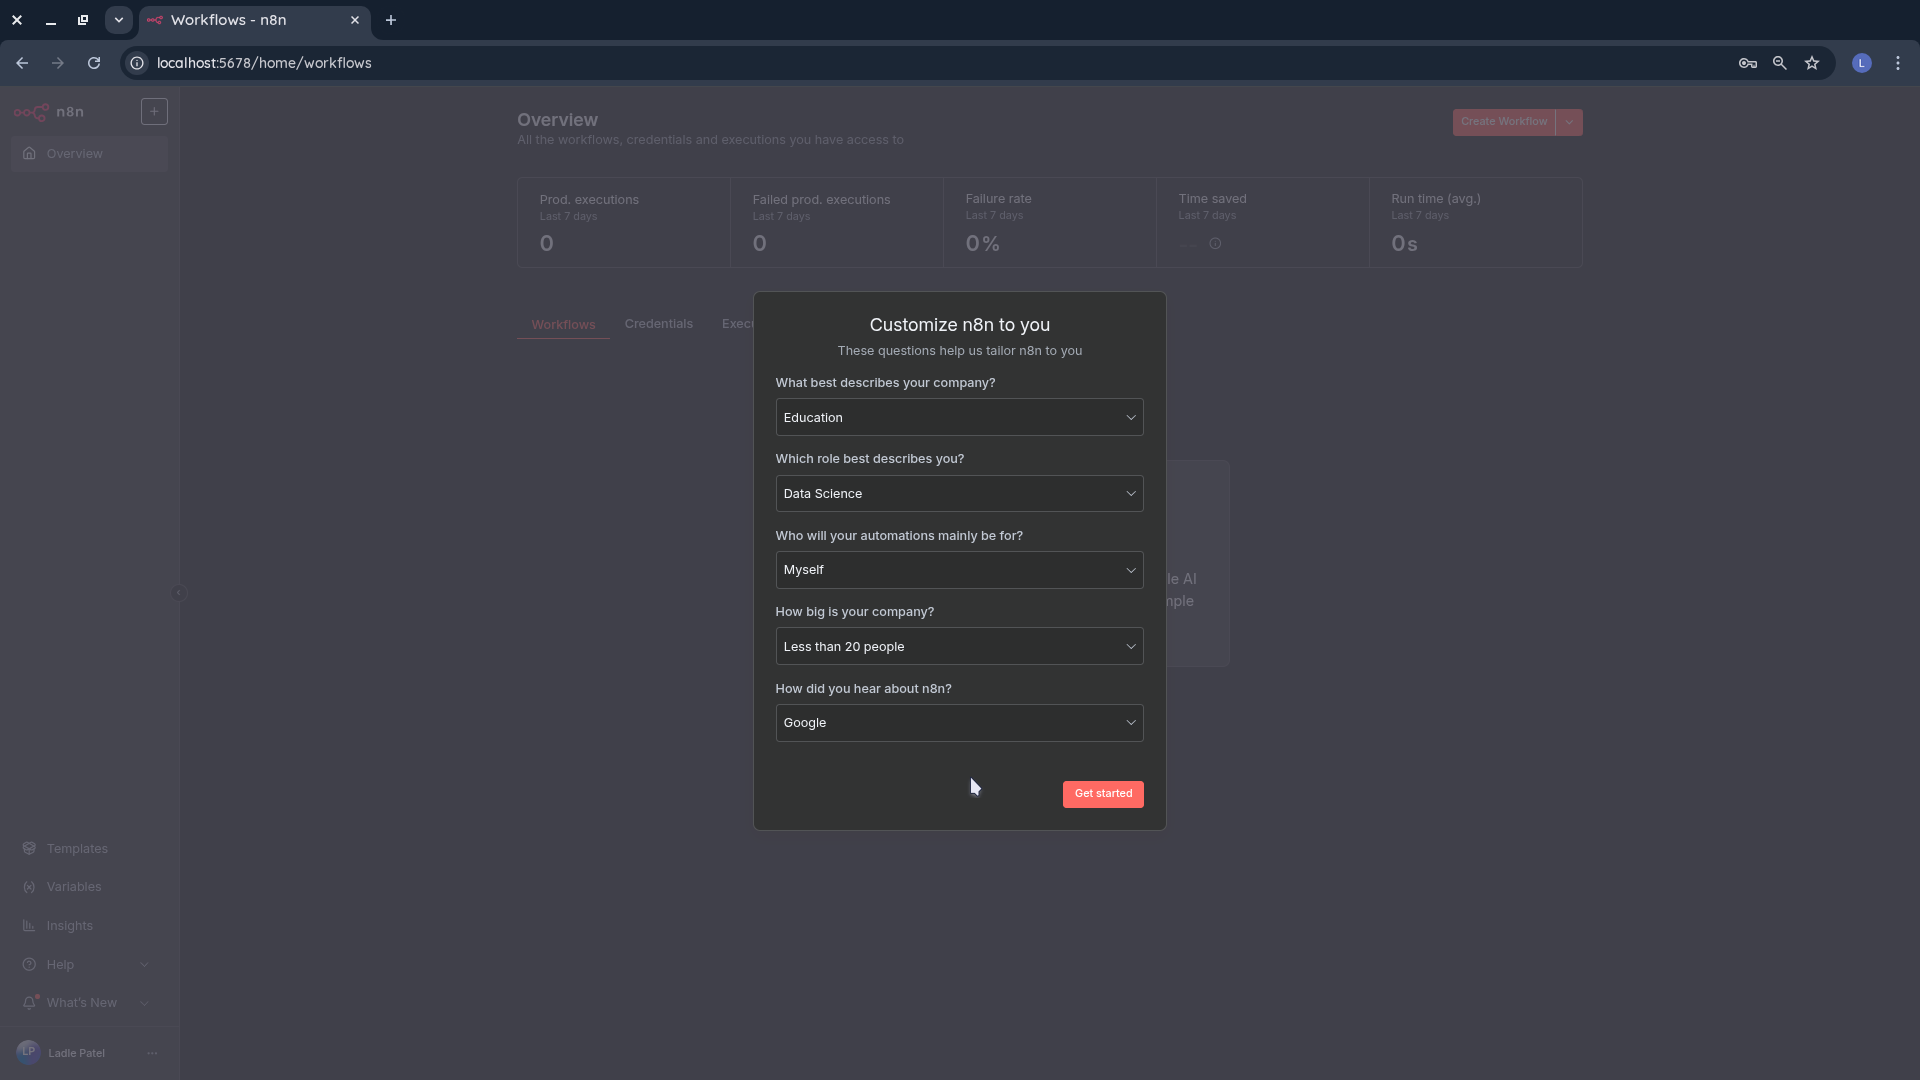 Workflows - n8n
localhost:5678/home/workflows
L
n8n
Overview
Templates
Variables
Insights
Help
What's New
LP
Ladle Patel
Overview
All the workflows, credentials and executions you have access to
Create Workflow
Prod. executions
Last 7 days
0
Failed prod. executions
Last 7 days
0
Failure rate
Last 7 days
0%
Time saved
Last 7 days
--
Run time (avg.)
Last 7 days
0s
Workflows
Credentials
Customize n8n to you
These questions help us tailor n8n to you
What best describes your company?
Education
Which role best describes you?
Data Science
Who will your automations mainly be for?
Myself
How big is your company?
Less than 20 people
How did you hear about n8n?
Google
Get started
AI